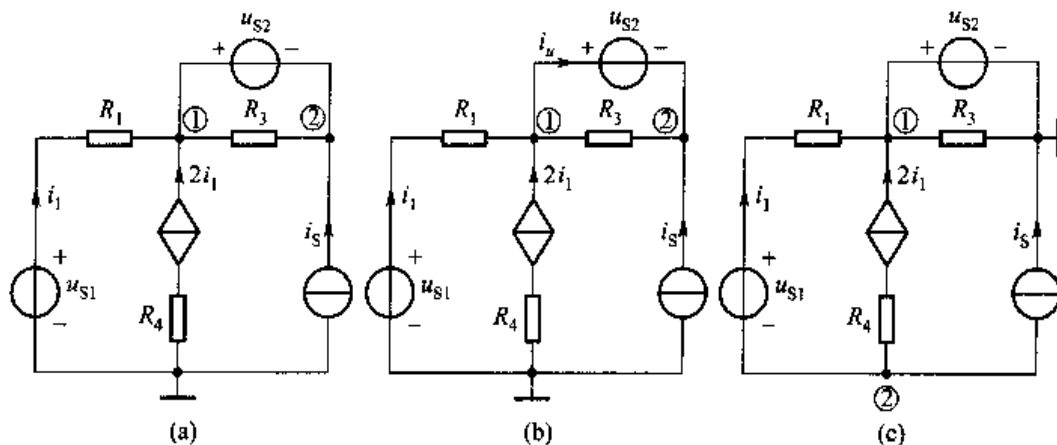 u_S2
+ −
R_1 ① R_3 ②
i_1 2i_1 i_S
+
u_S1
−
R_4
(a)
u_S2
i_u + −
R_1 ① R_3 ②
i_1 2i_1 i_S
+
u_S1
−
R_4
(b)
u_S2
+ −
R_1 ① R_3
i_1 2i_1 i_S
+
u_S1
−
R_4
②
(c)